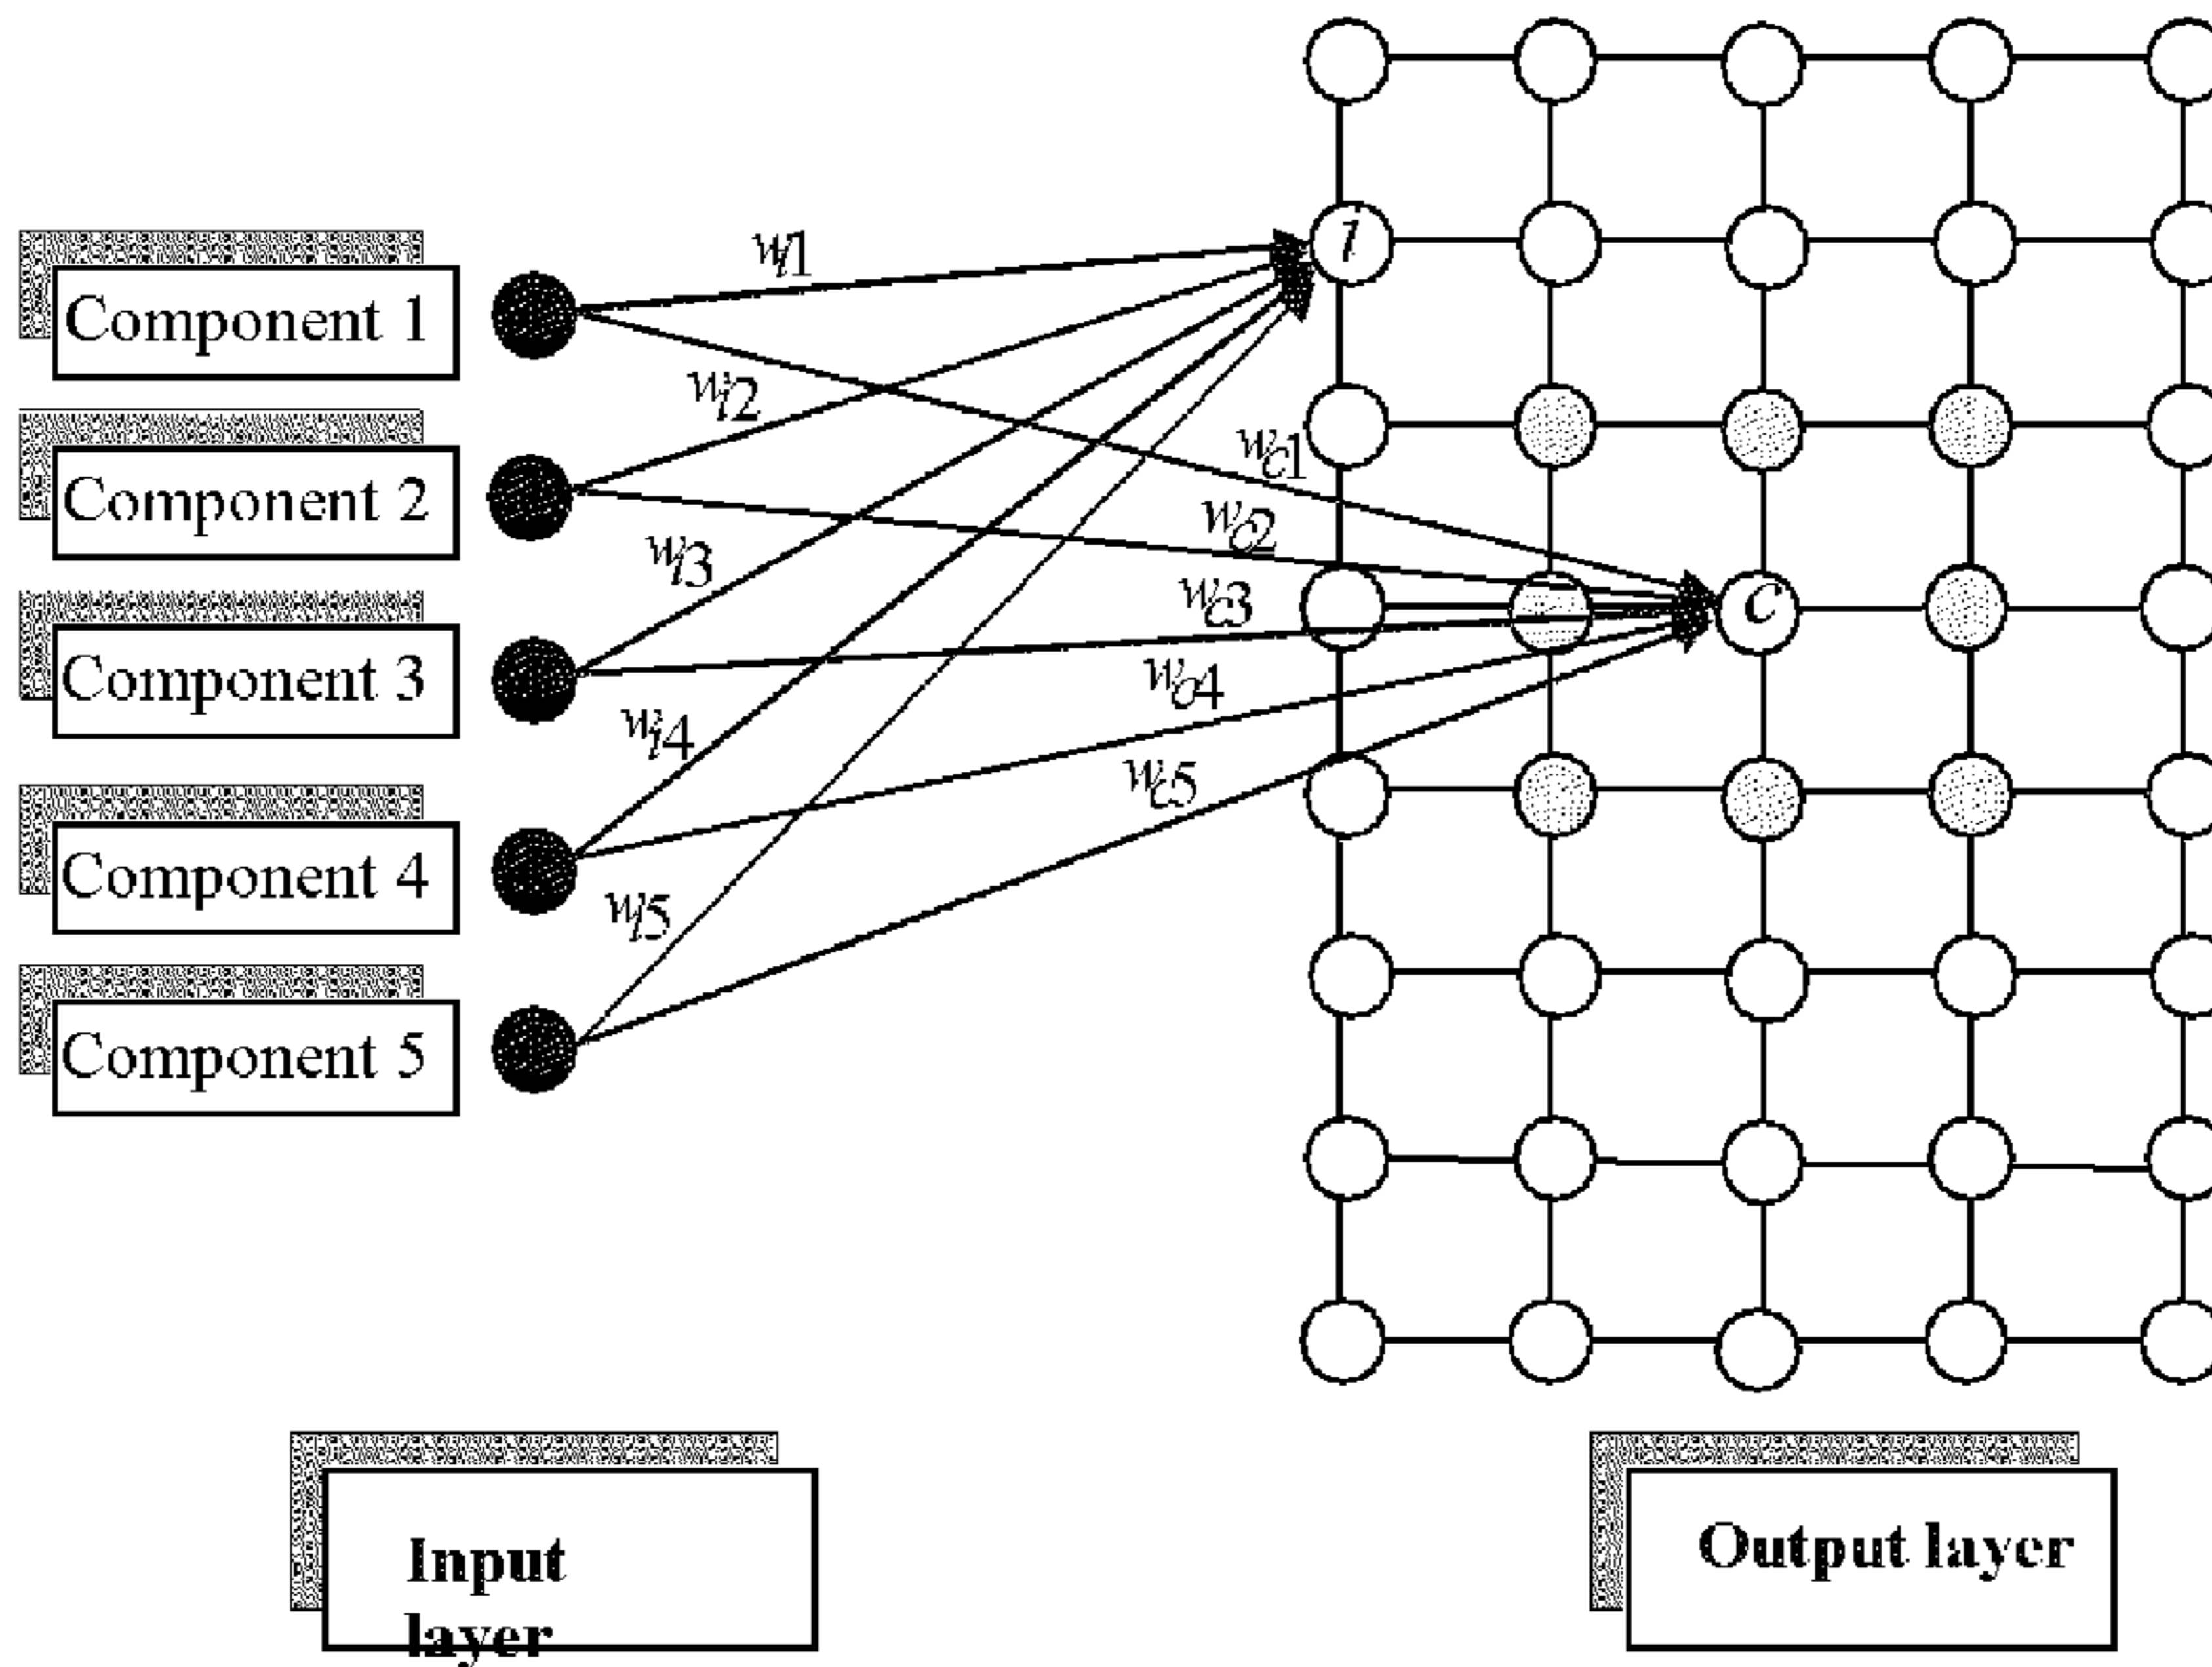 Component 1
Component 2
Component 3
Component 4
Component 5
wi1
wi2
wi3
wi4
wi5
wc1
wc2
wc3
wc4
wc5
i
c
Input
layer
Output layer